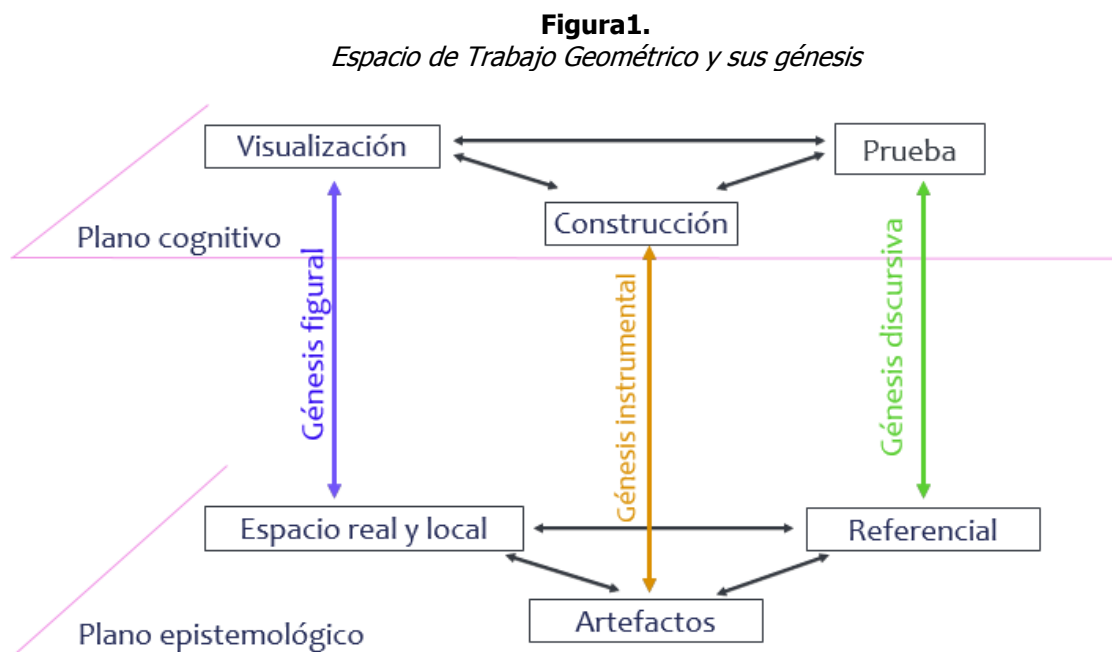 Figura1.
Espacio de Trabajo Geométrico y sus génesis
Visualización
Prueba
Construcción
Plano cognitivo
Génesis figural
Génesis instrumental
Génesis discursiva
Espacio real y local
Referencial
Artefactos
Plano epistemológico